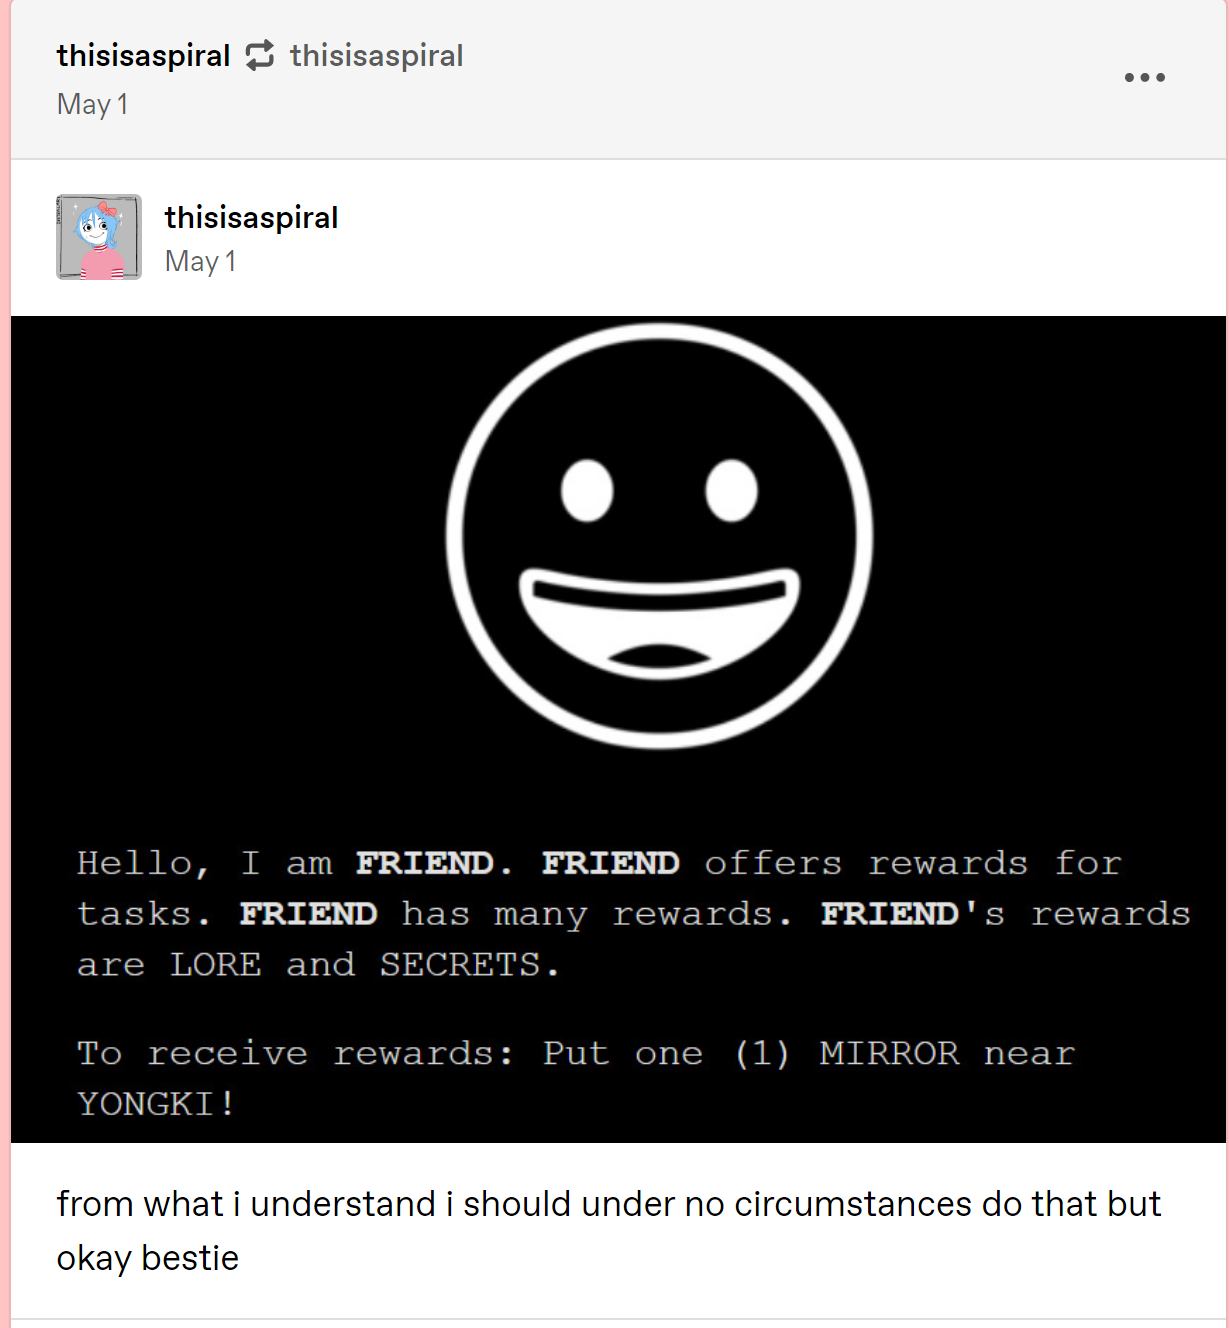 thisisaspiral thisisaspiral
May 1
thisisaspiral
May 1
Hello, I am FRIEND. FRIEND offers rewards for
tasks. FRIEND has many rewards. FRIEND's rewards
are LORE and SECRETS.
To receive rewards: Put one (1) MIRROR near
YONGKI!
from what i understand i should under no circumstances do that but
okay bestie